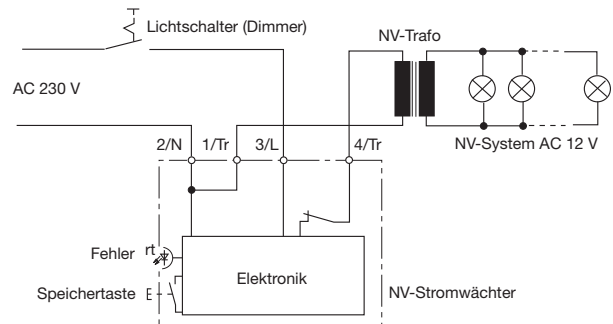 Lichtschalter (Dimmer)
NV-Trafo
AC 230 V
2/N 1/Tr 3/L 4/Tr
NV-System AC 12 V
Fehler rt
Elektronik
Speichertaste
NV-Stromwächter